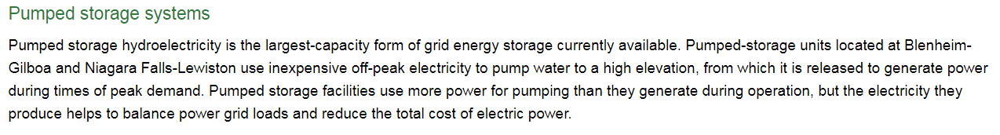 Pumped storage systems
Pumped storage hydroelectricity is the largest-capacity form of grid energy storage currently available. Pumped-storage units located at Blenheim-
Gilboa and Niagara Falls-Lewiston use inexpensive off-peak electricity to pump water to a high elevation, from which it is released to generate power
during times of peak demand. Pumped storage facilities use more power for pumping than they generate during operation, but the electricity they
produce helps to balance power grid loads and reduce the total cost of electric power.